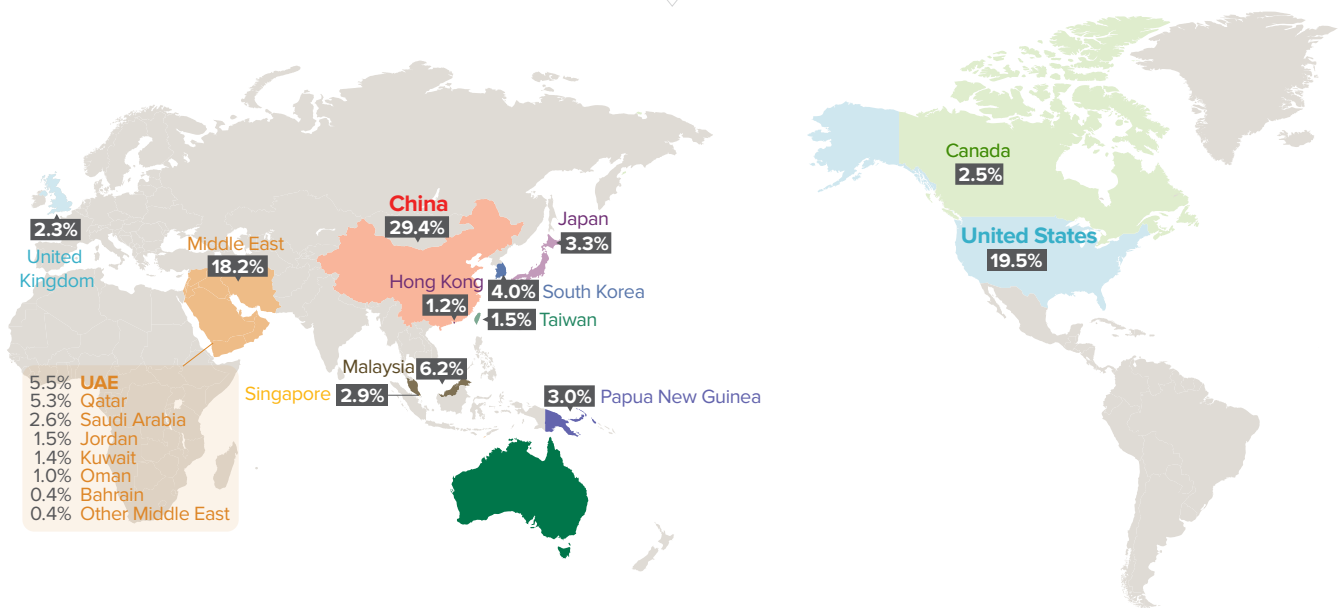 Canada
2.5%
China
29.4%
Japan
3.3%
2.3%
United
Kingdom
Middle East
18.2%
United States
19.5%
Hong Kong
1.2%
4.0% South Korea
1.5% Taiwan
Malaysia 6.2%
Singapore 2.9%
3.0% Papua New Guinea
5.5% UAE
5.3% Qatar
2.6% Saudi Arabia
1.5% Jordan
1.4% Kuwait
1.0% Oman
0.4% Bahrain
0.4% Other Middle East